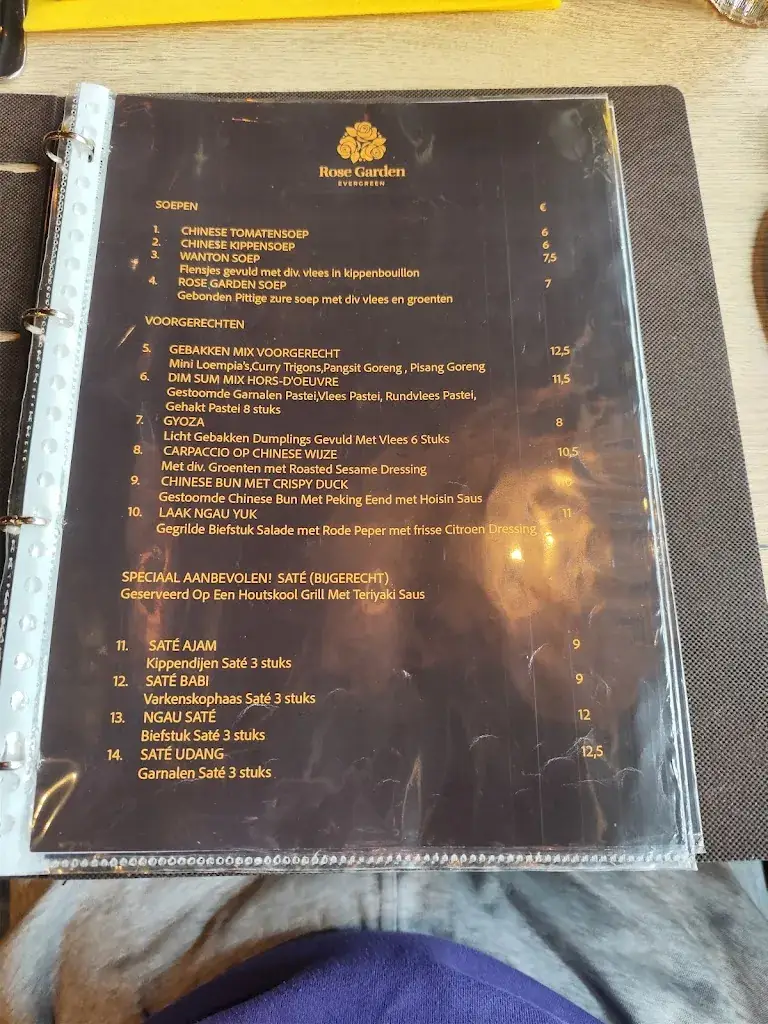 Rose Garden
EVERGREEN
SOEPEN €
1. CHINESE TOMATENSOEP 6
2. CHINESE KIPPENSOEP 6
3. WANTON SOEP 7,5
Flensjes gevuld met div. vlees in kippenbouillon
4. ROSE GARDEN SOEP 7
Gebonden Pittige zure soep met div vlees en groenten
VOORGERECHTEN
5. GEBAKKEN MIX VOORGERECHT 12,5
Mini Loempia's,Curry Trigons,Pangsit Goreng , Pisang Goreng
6. DIM SUM MIX HORS-D'OEUVRE 11,5
Gestoomde Garnalen Pastei,Vlees Pastei, Rundvlees Pastei,
Gehakt Pastei 8 stuks
7. GYOZA 8
Licht Gebakken Dumplings Gevuld Met Vlees 6 Stuks
8. CARPACCIO OP CHINESE WIJZE 10,5
Met div. Groenten met Roasted Sesame Dressing
9. CHINESE BUN MET CRISPY DUCK
Gestoomde Chinese Bun Met Peking Eend met Hoisin Saus
10. LAAK NGAU YUK 11
Gegrilde Biefstuk Salade met Rode Peper met frisse Citroen Dressing
SPECIAAL AANBEVOLEN! SATÉ (BIJGERECHT)
Geserveerd Op Een Houtskool Grill Met Teriyaki Saus
11. SATÉ AJAM 9
Kippendijen Saté 3 stuks
12. SATÉ BABI 9
Varkenskophaas Saté 3 stuks
13. NGAU SATÉ 12
Biefstuk Saté 3 stuks
14. SATÉ UDANG 12,5
Garnalen Saté 3 stuks